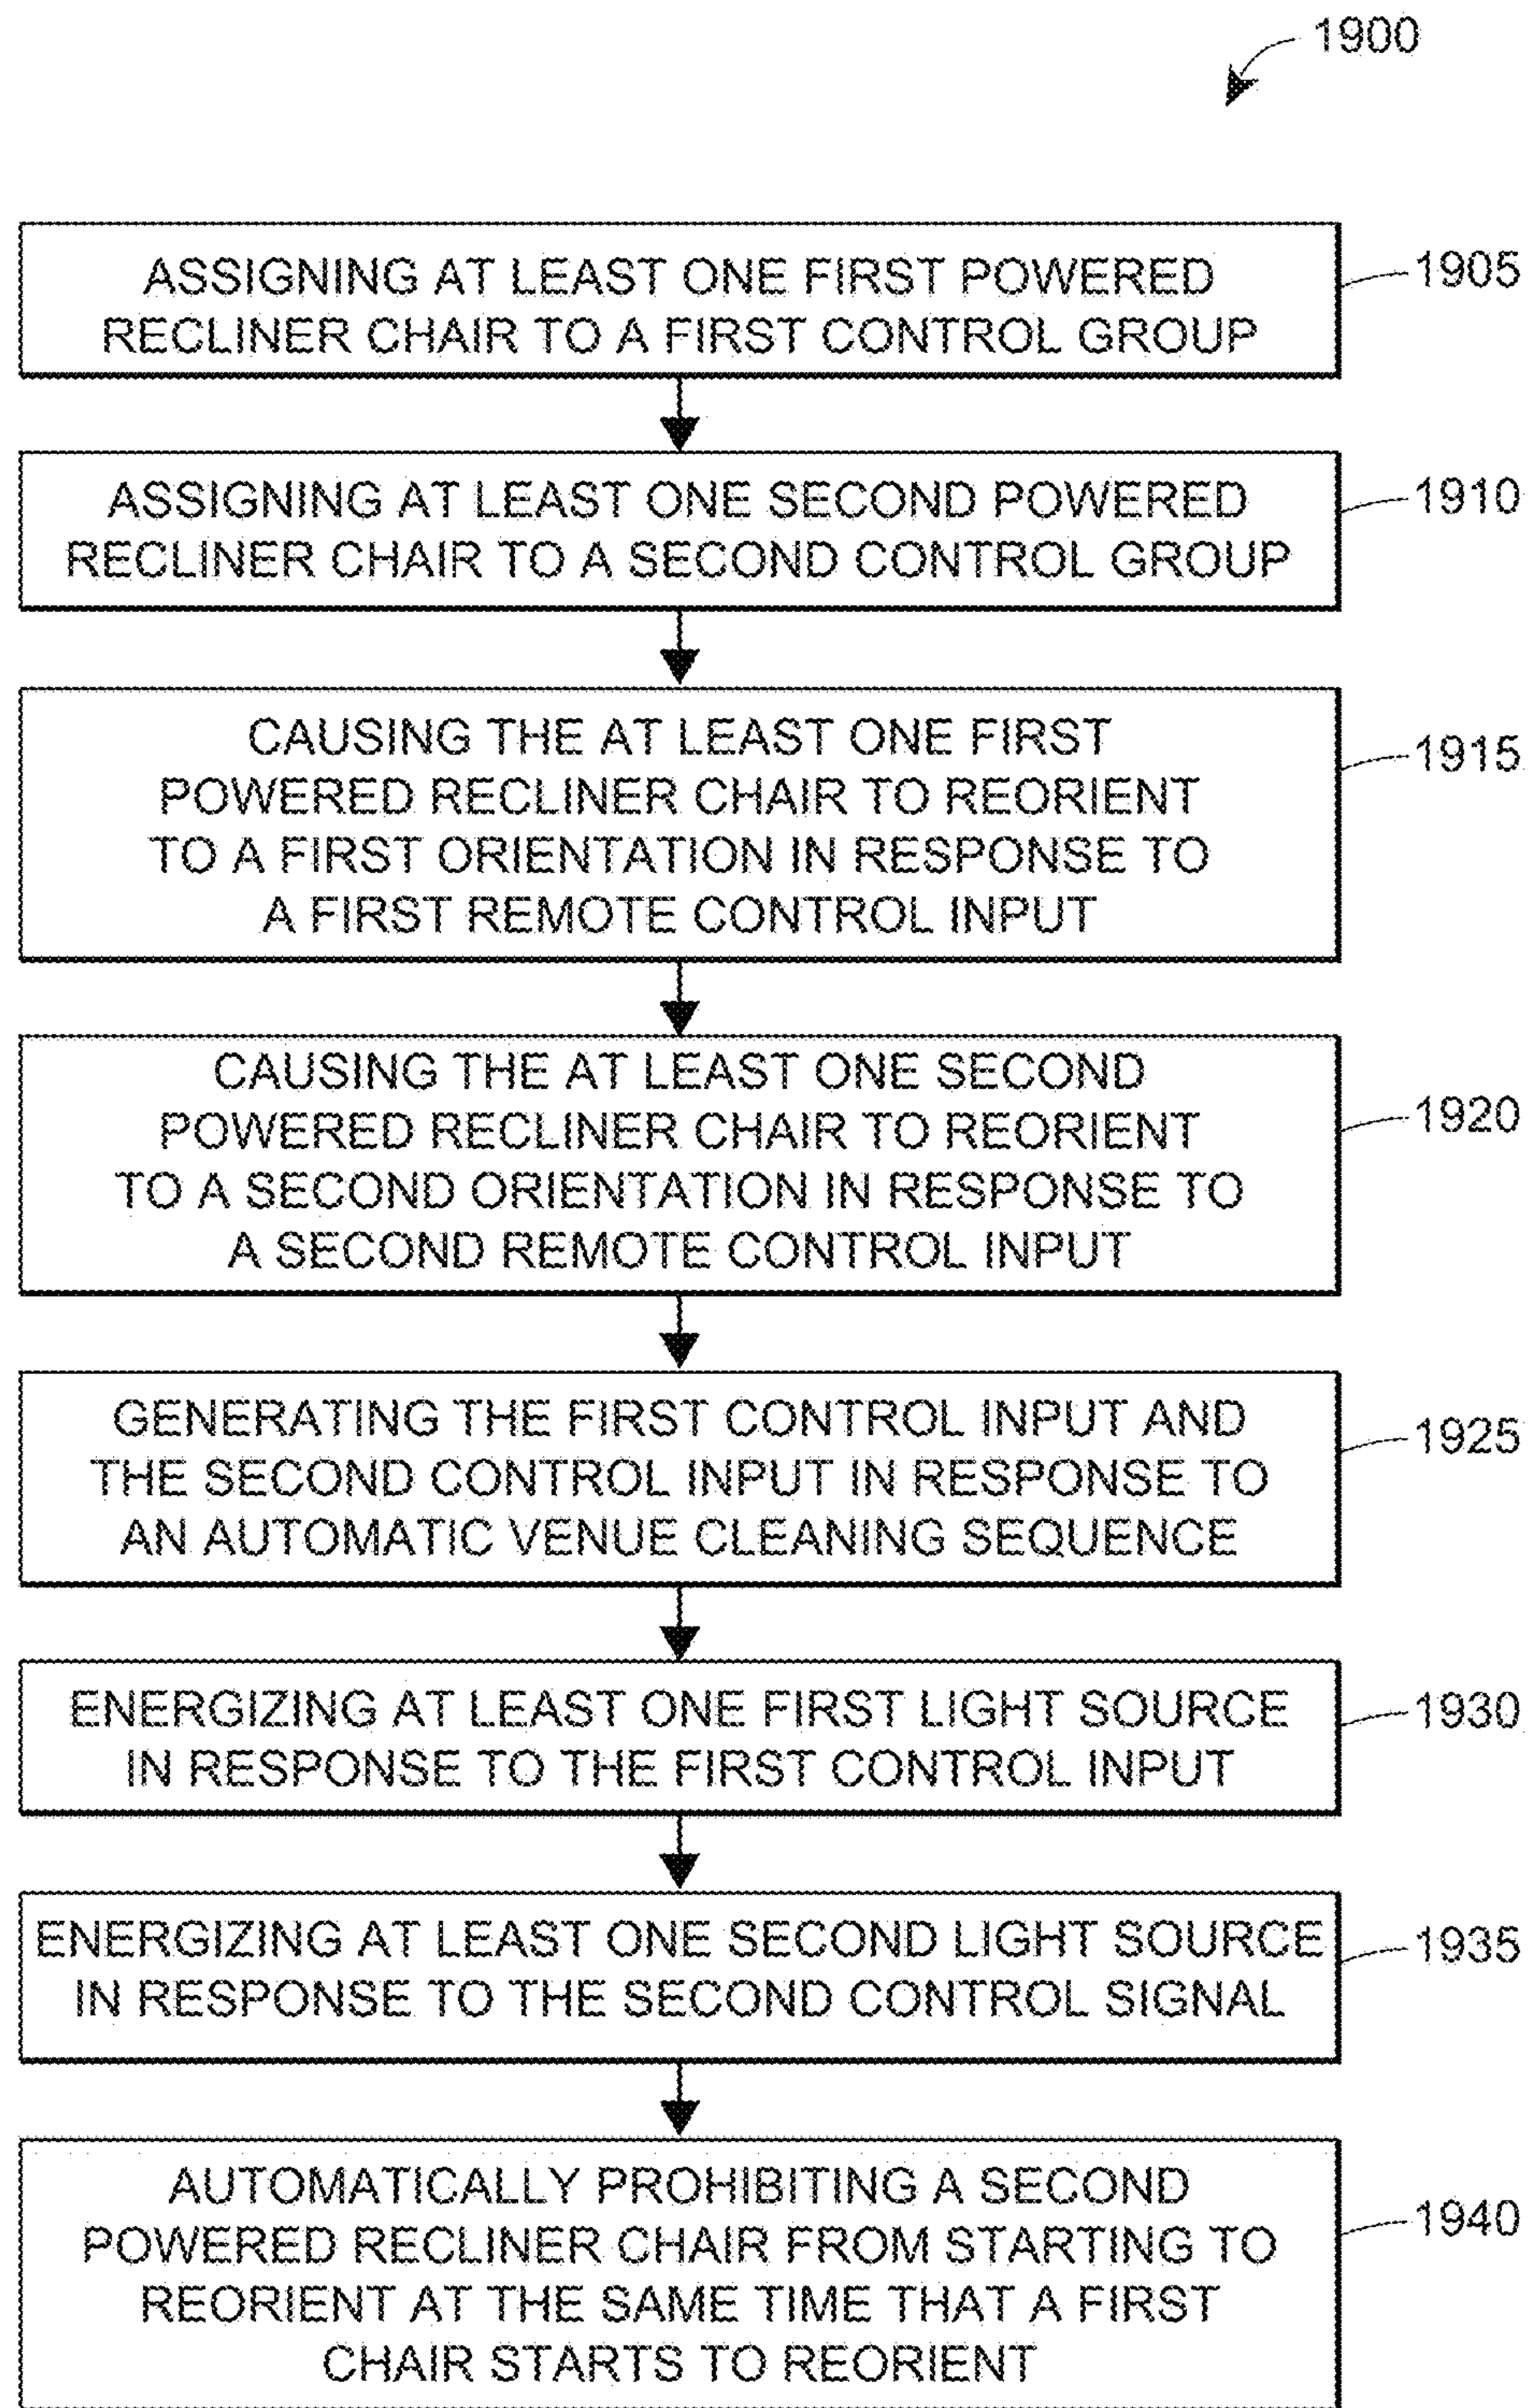 1900
ASSIGNING AT LEAST ONE FIRST POWERED
RECLINER CHAIR TO A FIRST CONTROL GROUP
1905
ASSIGNING AT LEAST ONE SECOND POWERED
RECLINER CHAIR TO A SECOND CONTROL GROUP
1910
CAUSING THE AT LEAST ONE FIRST
POWERED RECLINER CHAIR TO REORIENT
TO A FIRST ORIENTATION IN RESPONSE TO
A FIRST REMOTE CONTROL INPUT
1915
CAUSING THE AT LEAST ONE SECOND
POWERED RECLINER CHAIR TO REORIENT
TO A SECOND ORIENTATION IN RESPONSE TO
A SECOND REMOTE CONTROL INPUT
1920
GENERATING THE FIRST CONTROL INPUT AND
THE SECOND CONTROL INPUT IN RESPONSE TO
AN AUTOMATIC VENUE CLEANING SEQUENCE
1925
ENERGIZING AT LEAST ONE FIRST LIGHT SOURCE
IN RESPONSE TO THE FIRST CONTROL INPUT
1930
ENERGIZING AT LEAST ONE SECOND LIGHT SOURCE
IN RESPONSE TO THE SECOND CONTROL SIGNAL
1935
AUTOMATICALLY PROHIBITING A SECOND
POWERED RECLINER CHAIR FROM STARTING TO
REORIENT AT THE SAME TIME THAT A FIRST
CHAIR STARTS TO REORIENT
1940